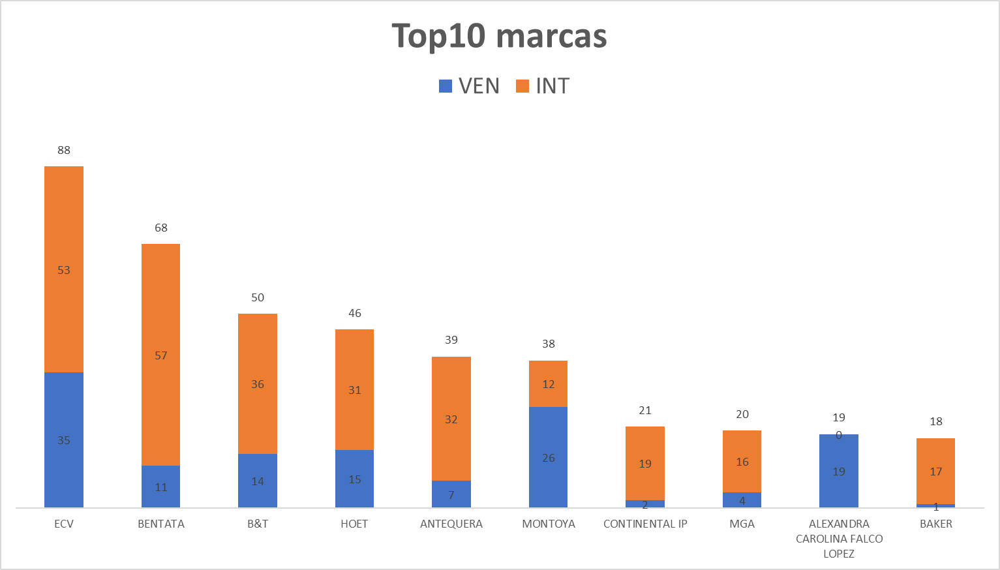 Top10 marcas
VEN INT
88
68
50
46
39
38
21
20
19
18
53
57
36
31
32
12
19
16
0
17
35
11
14
15
7
26
2
4
19
1
ECV
BENTATA
B&T
HOET
ANTEQUERA
MONTOYA
CONTINENTAL IP
MGA
ALEXANDRA
CAROLINA FALCO
LOPEZ
BAKER